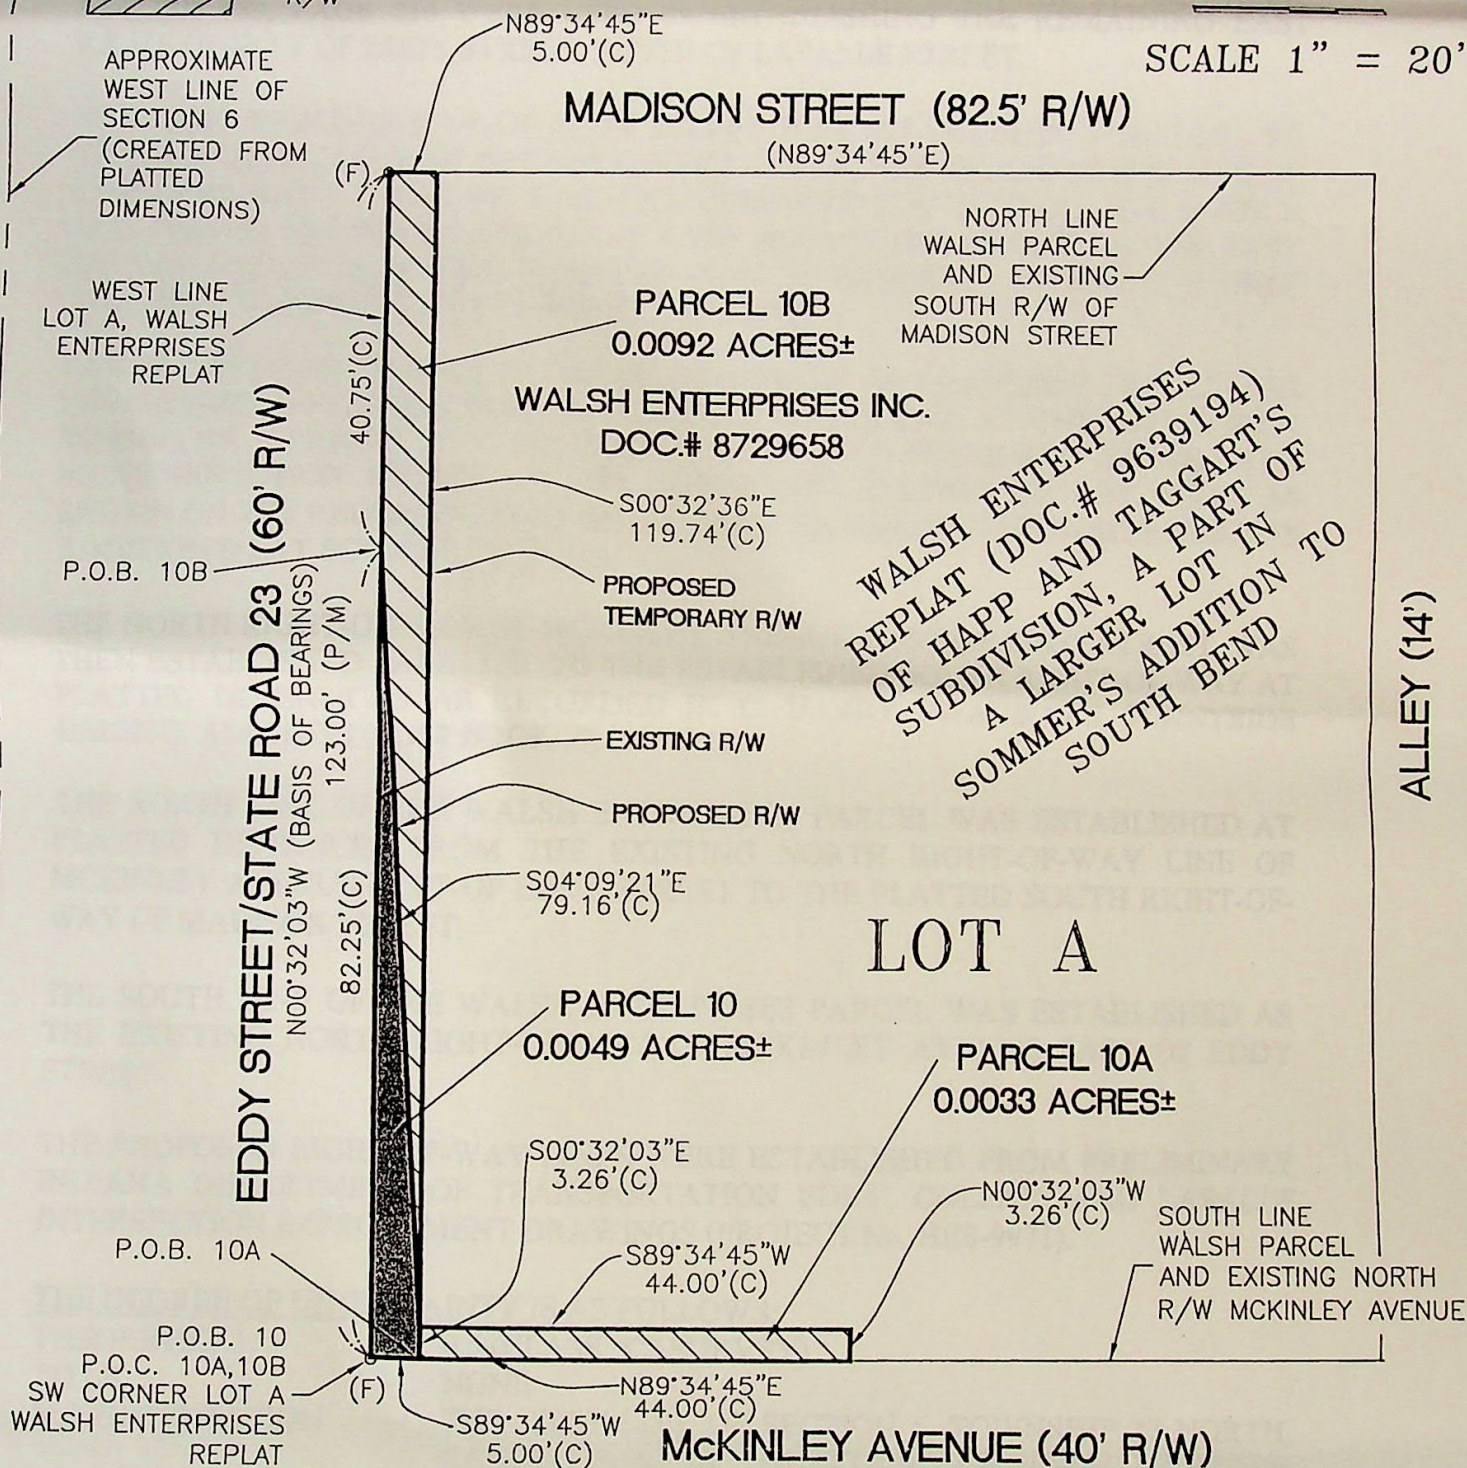 R/W
N89°34'45"E
5.00'(C)
SCALE 1" = 20'
APPROXIMATE
WEST LINE OF
SECTION 6
(CREATED FROM
PLATTED
DIMENSIONS)
MADISON STREET (82.5' R/W)
(N89°34'45''E)
(F)
NORTH LINE
WALSH PARCEL
AND EXISTING
SOUTH R/W OF
MADISON STREET
WEST LINE
LOT A, WALSH
ENTERPRISES
REPLAT
PARCEL 10B
0.0092 ACRES±
40.75'(C)
WALSH ENTERPRISES INC.
DOC.# 8729658
WALSH ENTERPRISES
REPLAT (DOC.# 9639194)
OF HAPP AND TAGGART'S
SUBDIVISION, A PART OF
A LARGER LOT IN
SOMMER'S ADDITION TO
SOUTH BEND
S00°32'36"E
119.74'(C)
P.O.B. 10B
PROPOSED
TEMPORARY R/W
EDDY STREET/STATE ROAD 23 (60' R/W)
N00°32'03"W (BASIS OF BEARINGS)
123.00' (P/M)
ALLEY (14')
EXISTING R/W
PROPOSED R/W
S04°09'21"E
79.16'(C)
82.25'(C)
LOT A
PARCEL 10
0.0049 ACRES±
PARCEL 10A
0.0033 ACRES±
S00°32'03"E
3.26'(C)
N00°32'03"W
3.26'(C)
SOUTH LINE
WALSH PARCEL
AND EXISTING NORTH
R/W MCKINLEY AVENUE
P.O.B. 10A
S89°34'45"W
44.00'(C)
P.O.B. 10
P.O.C. 10A,10B
SW CORNER LOT A
WALSH ENTERPRISES
REPLAT
(F)
N89°34'45"E
44.00'(C)
S89°34'45"W
5.00'(C)
McKINLEY AVENUE (40' R/W)